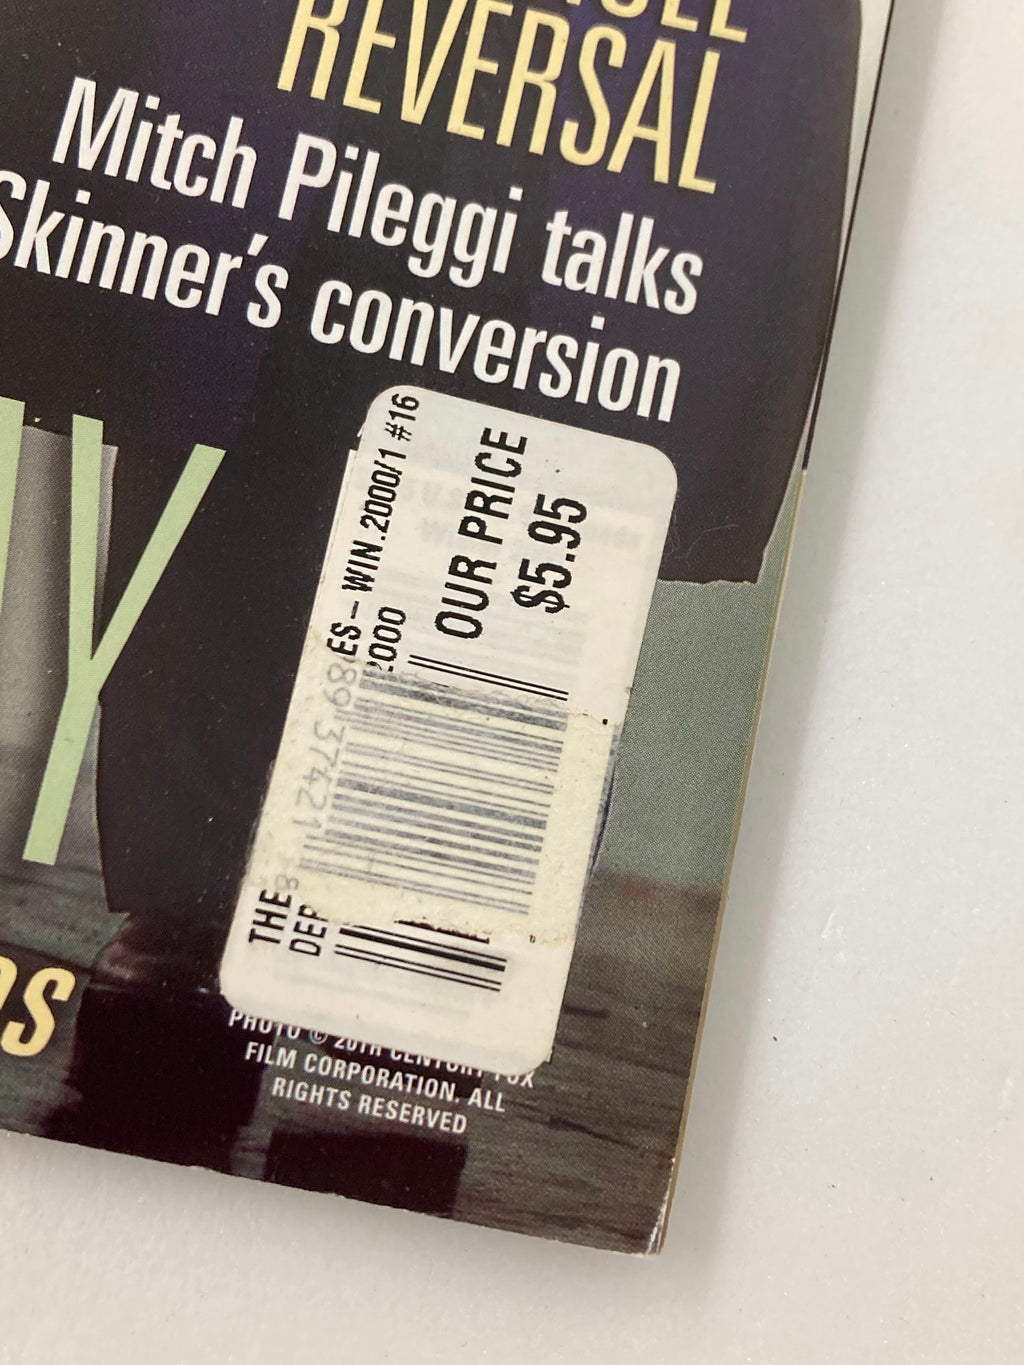 REVERSAL
Mitch Pileggi talks
Skinner's conversion
Y
OUR PRICE
$5.95
ES – WIN.2000/1 #16
2000
THE
PHOTO © 20TH CENTURY FOX
FILM CORPORATION. ALL
RIGHTS RESERVED